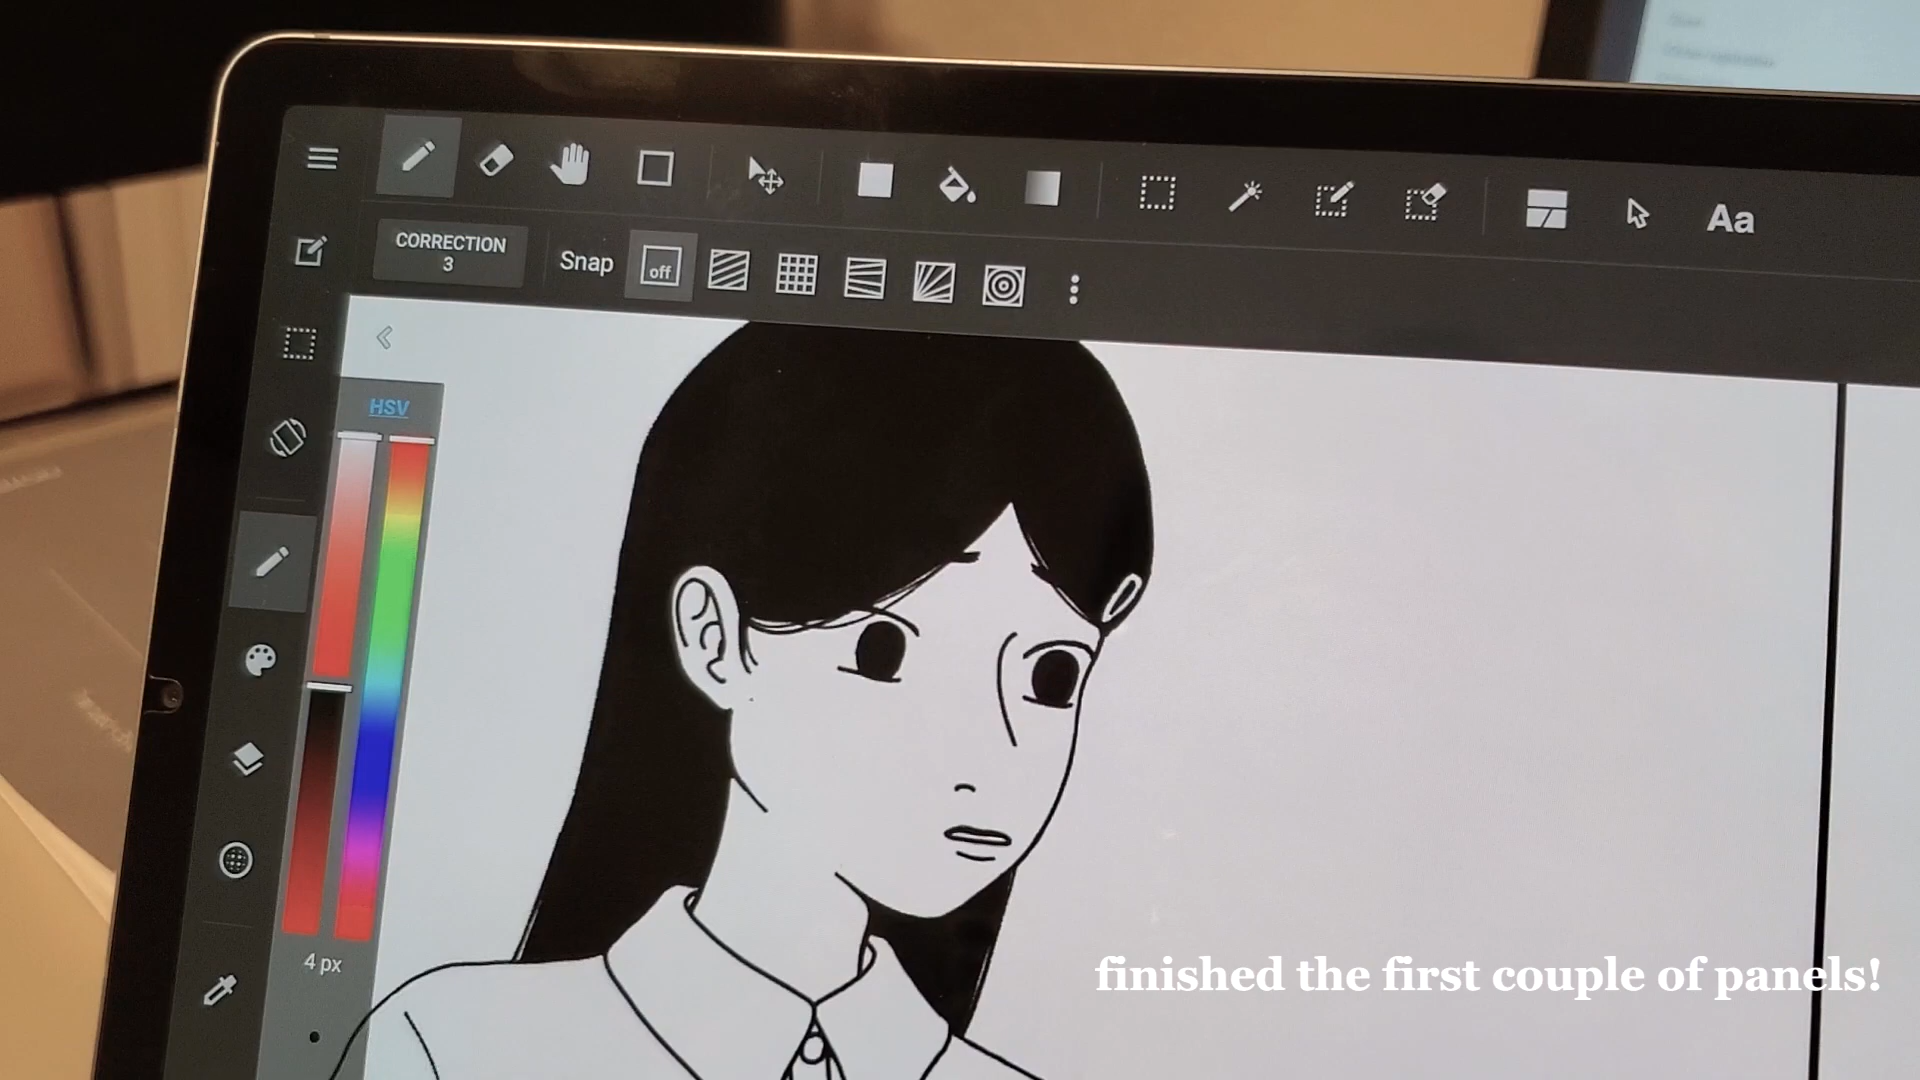 Aa
CORRECTION
3
Snap
off
HSV
4 px
finished the first couple of panels!